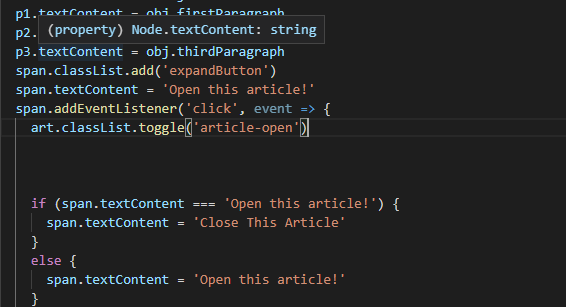 p1.textContent = obj.firstParagraph
(property) Node.textContent: string
p2.
p3.textContent = obj.thirdParagraph
span.classList.add('expandButton')
span.textContent = 'Open this article!'
span.addEventListener('click', event => {
art.classList.toggle('article-open')
if (span.textContent === 'Open this article!') {
span.textContent = 'Close This Article'
}
else {
span.textContent = 'Open this article!'
}